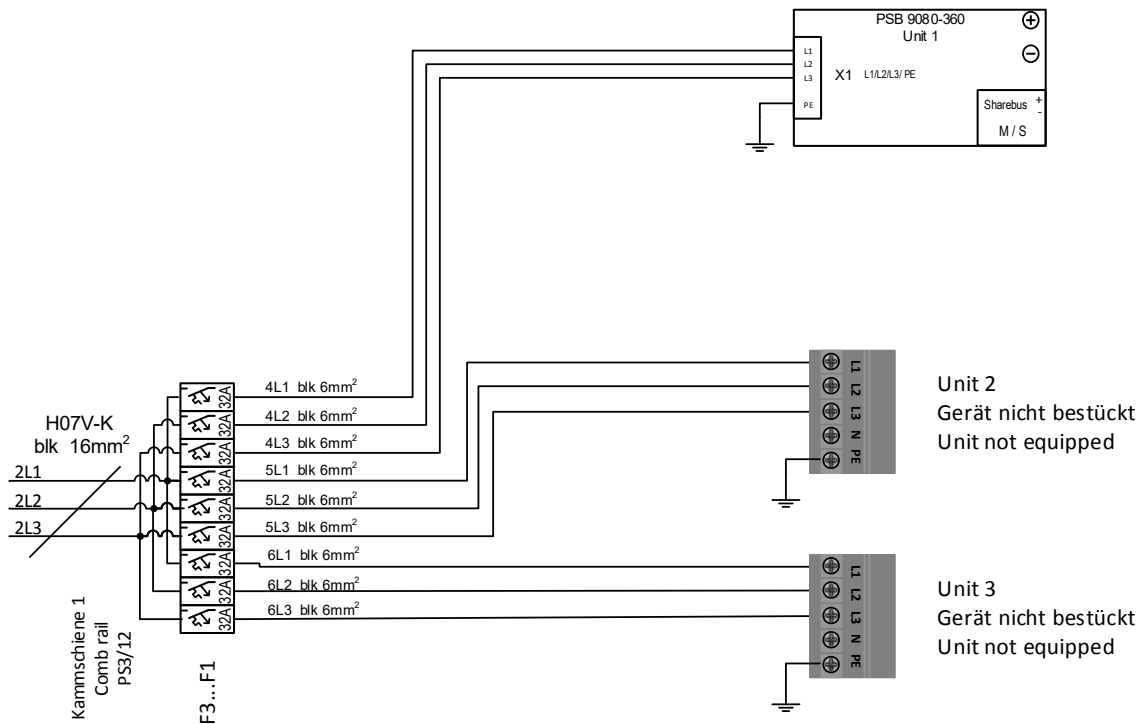 PSB 9080-360
Unit 1
L1
L2
L3
PE
X1 L1/L2/L3/ PE
Sharebus + -
M / S
H07V-K
blk 16mm²
2L1
2L2
2L3
32A
32A
32A
32A
32A
32A
32A
32A
32A
4L1 blk 6mm²
4L2 blk 6mm²
4L3 blk 6mm²
5L1 blk 6mm²
5L2 blk 6mm²
5L3 blk 6mm²
6L1 blk 6mm²
6L2 blk 6mm²
6L3 blk 6mm²
Kammschiene 1
Comb rail
PS3/12
F3...F1
L1
L2
L3
N
PE
Unit 2
Gerät nicht bestückt
Unit not equipped
L1
L2
L3
N
PE
Unit 3
Gerät nicht bestückt
Unit not equipped